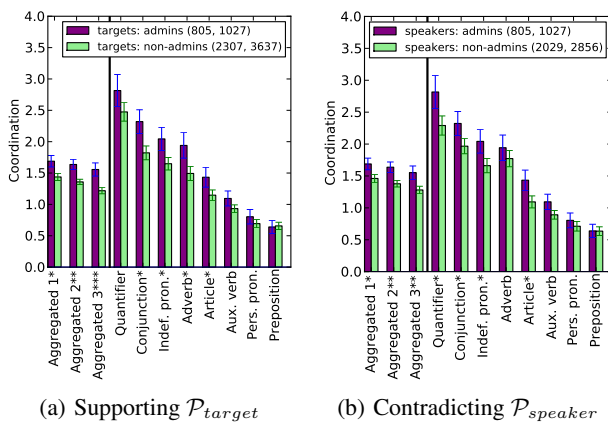 targets: admins (805, 1027)
targets: non-admins (2307, 3637)
Coordination
4.0
3.5
3.0
2.5
2.0
1.5
1.0
0.5
0.0
Aggregated 1*
Aggregated 2**
Aggregated 3***
Quantifier
Conjunction*
Indef. pron.*
Adverb*
Article*
Aux. verb
Pers. pron.
Preposition
(a) Supporting P_target
speakers: admins (805, 1027)
speakers: non-admins (2029, 2856)
Coordination
4.0
3.5
3.0
2.5
2.0
1.5
1.0
0.5
0.0
Aggregated 1*
Aggregated 2**
Aggregated 3**
Quantifier*
Conjunction*
Indef. pron.*
Adverb
Article*
Aux. verb
Pers. pron.
Preposition
(b) Contradicting P_speaker